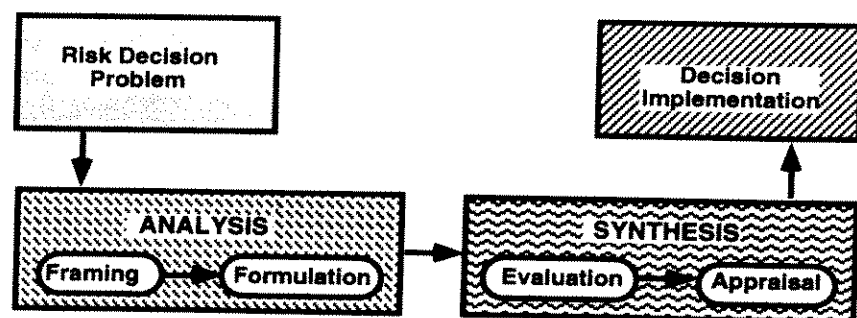 Risk Decision
Problem
Decision
Implementation
ANALYSIS
Framing
Formulation
SYNTHESIS
Evaluation
Appraisal